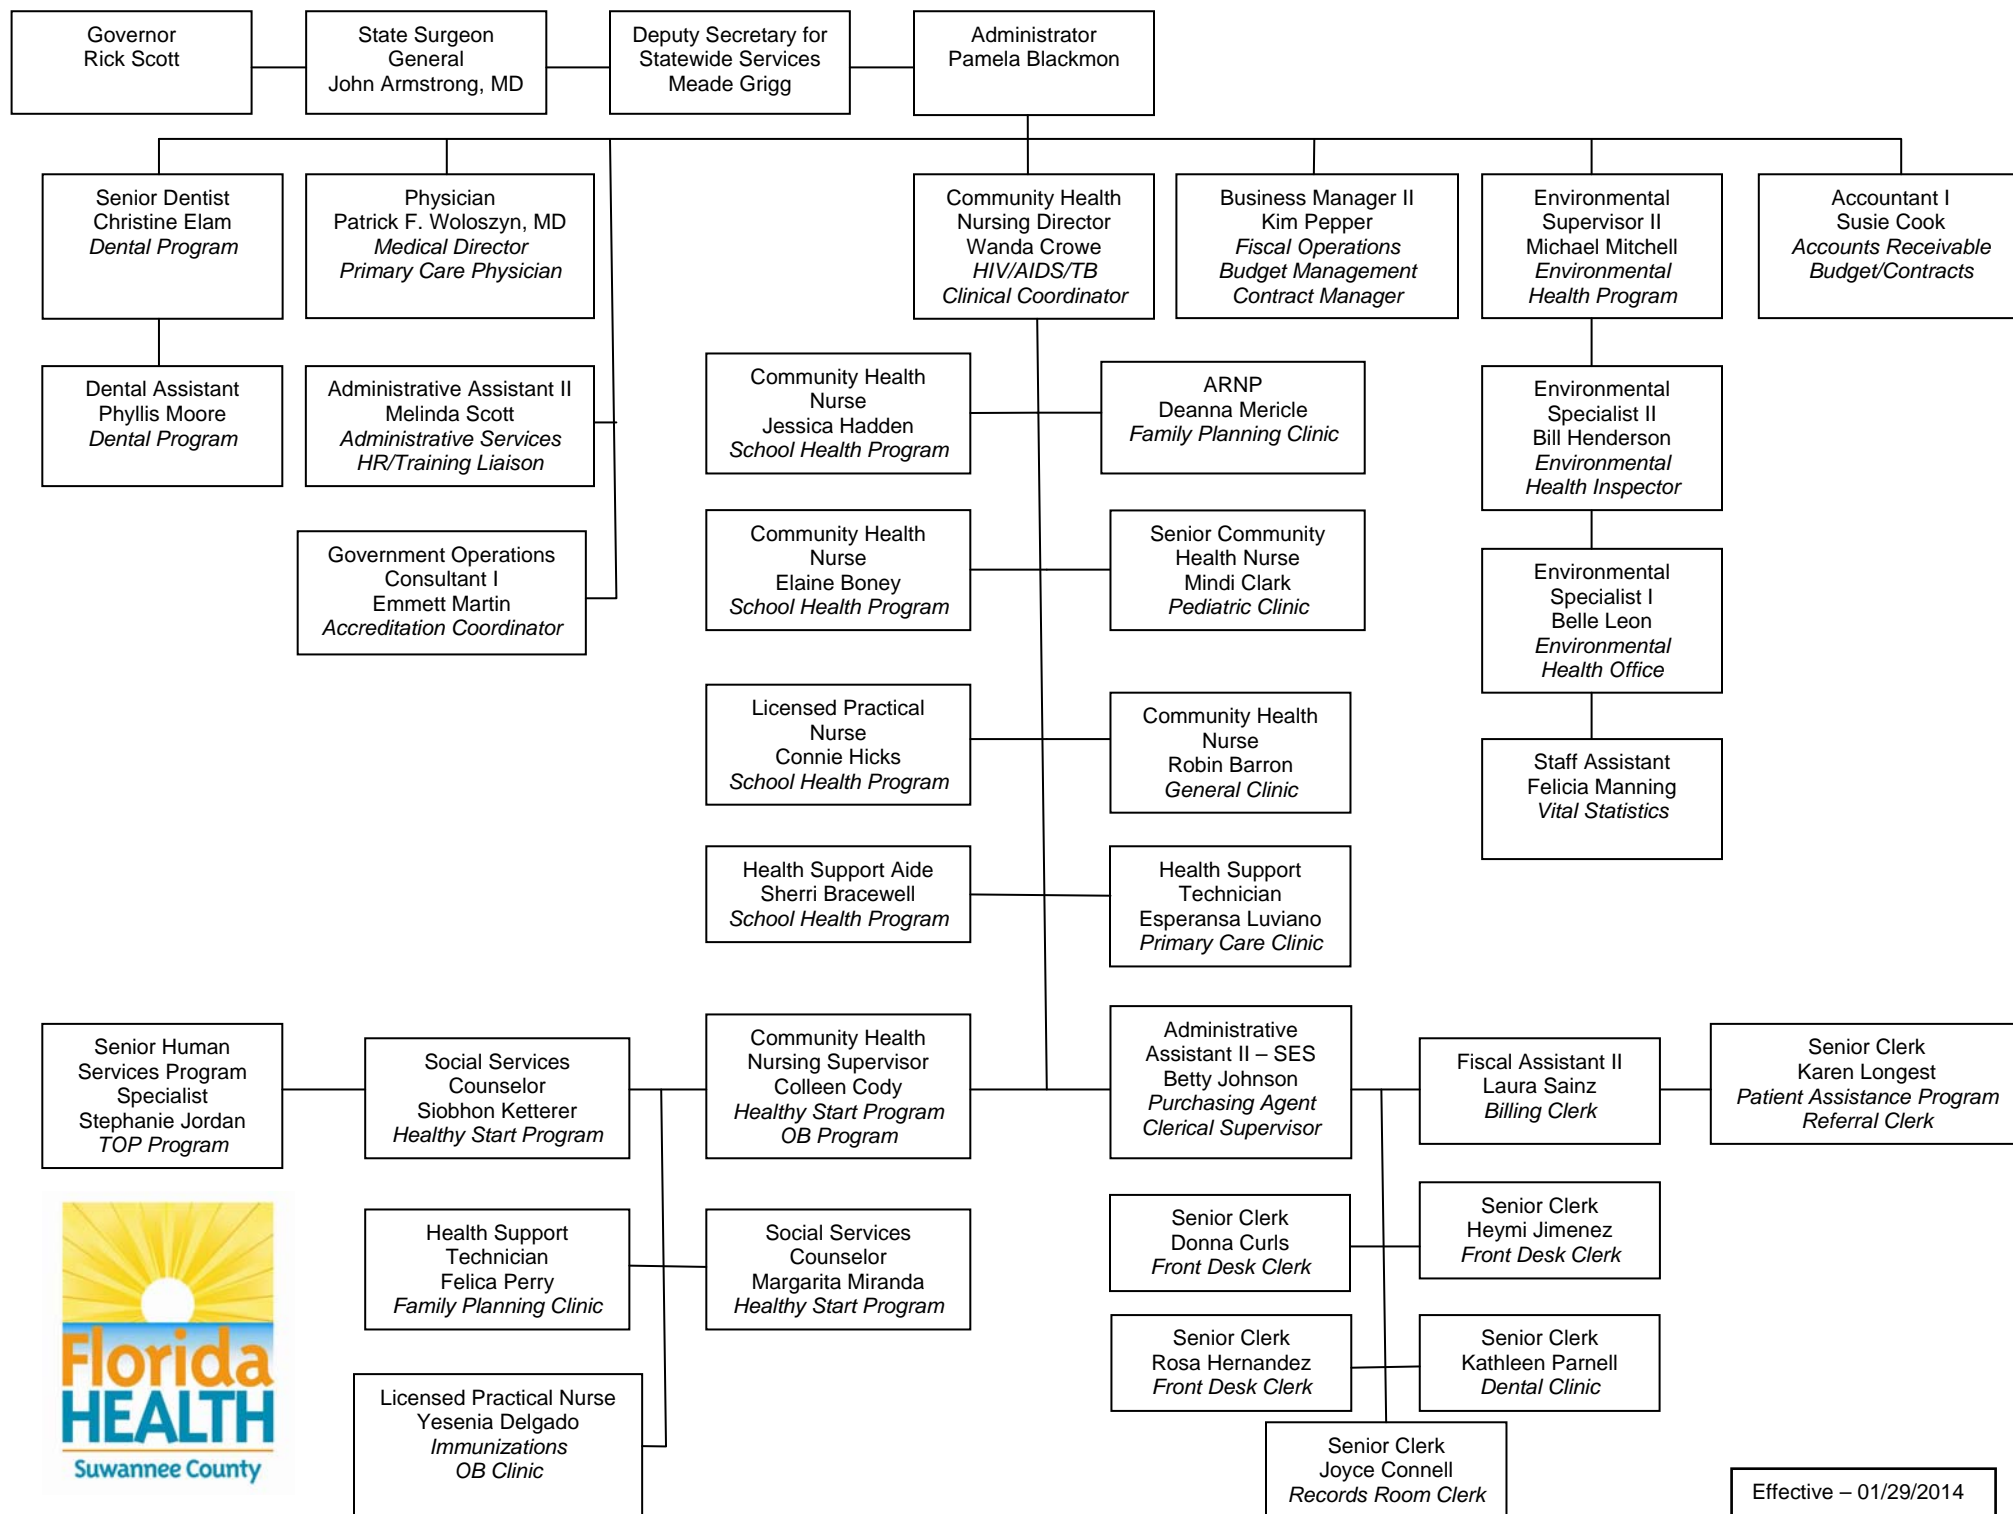 Governor
Rick Scott
State Surgeon
General
John Armstrong, MD
Deputy Secretary for
Statewide Services
Meade Grigg
Administrator
Pamela Blackmon
Senior Dentist
Christine Elam
Dental Program
Physician
Patrick F. Woloszyn, MD
Medical Director
Primary Care Physician
Community Health
Nursing Director
Wanda Crowe
HIV/AIDS/TB
Clinical Coordinator
Business Manager II
Kim Pepper
Fiscal Operations
Budget Management
Contract Manager
Environmental
Supervisor II
Michael Mitchell
Environmental
Health Program
Accountant I
Susie Cook
Accounts Receivable
Budget/Contracts
Dental Assistant
Phyllis Moore
Dental Program
Administrative Assistant II
Melinda Scott
Administrative Services
HR/Training Liaison
Community Health
Nurse
Jessica Hadden
School Health Program
ARNP
Deanna Mericle
Family Planning Clinic
Environmental
Specialist II
Bill Henderson
Environmental
Health Inspector
Government Operations
Consultant I
Emmett Martin
Accreditation Coordinator
Community Health
Nurse
Elaine Boney
School Health Program
Senior Community
Health Nurse
Mindi Clark
Pediatric Clinic
Environmental
Specialist I
Belle Leon
Environmental
Health Office
Licensed Practical
Nurse
Connie Hicks
School Health Program
Community Health
Nurse
Robin Barron
General Clinic
Staff Assistant
Felicia Manning
Vital Statistics
Health Support Aide
Sherri Bracewell
School Health Program
Health Support
Technician
Esperansa Luviano
Primary Care Clinic
Senior Human
Services Program
Specialist
Stephanie Jordan
TOP Program
Social Services
Counselor
Siobhon Ketterer
Healthy Start Program
Community Health
Nursing Supervisor
Colleen Cody
Healthy Start Program
OB Program
Administrative
Assistant II – SES
Betty Johnson
Purchasing Agent
Clerical Supervisor
Fiscal Assistant II
Laura Sainz
Billing Clerk
Senior Clerk
Karen Longest
Patient Assistance Program
Referral Clerk
Health Support
Technician
Felica Perry
Family Planning Clinic
Social Services
Counselor
Margarita Miranda
Healthy Start Program
Senior Clerk
Donna Curls
Front Desk Clerk
Senior Clerk
Heymi Jimenez
Front Desk Clerk
Senior Clerk
Rosa Hernandez
Front Desk Clerk
Senior Clerk
Kathleen Parnell
Dental Clinic
Licensed Practical Nurse
Yesenia Delgado
Immunizations
OB Clinic
Senior Clerk
Joyce Connell
Records Room Clerk
Florida
HEALTH
Suwannee County
Effective – 01/29/2014